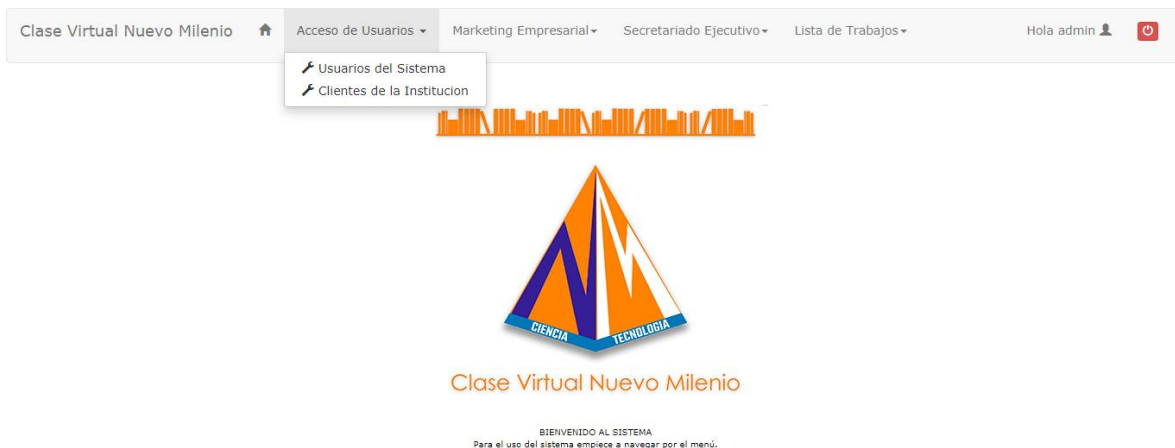 Clase Virtual Nuevo Milenio Acceso de Usuarios Marketing Empresarial Secretariado Ejecutivo Lista de Trabajos Hola admin
Usuarios del Sistema
Clientes de la Institucion
CIENCIA TECNOLOGIA
Clase Virtual Nuevo Milenio
BIENVENIDO AL SISTEMA
Para el uso del sistema empiece a navegar por el menú.